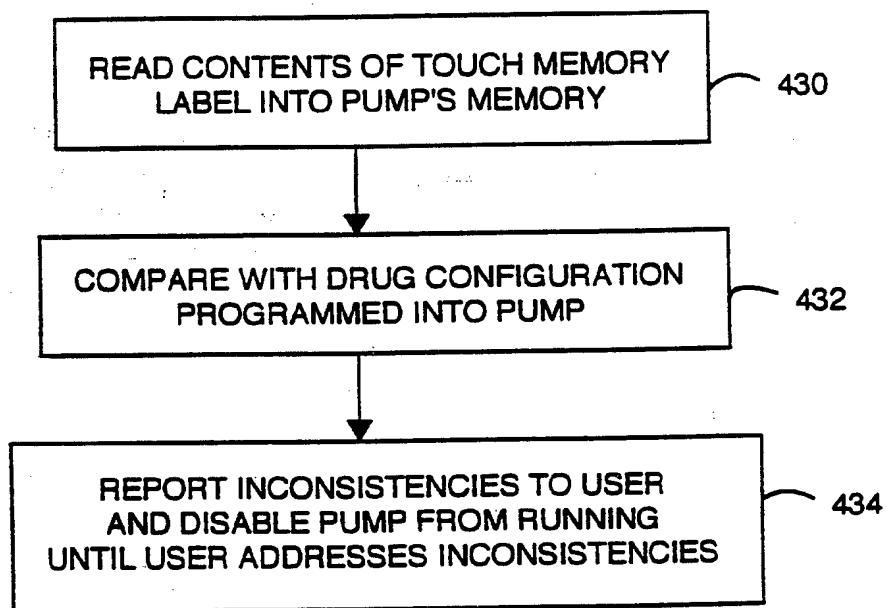 READ CONTENTS OF TOUCH MEMORY
LABEL INTO PUMP'S MEMORY
430
COMPARE WITH DRUG CONFIGURATION
PROGRAMMED INTO PUMP
432
REPORT INCONSISTENCIES TO USER
AND DISABLE PUMP FROM RUNNING
UNTIL USER ADDRESSES INCONSISTENCIES
434